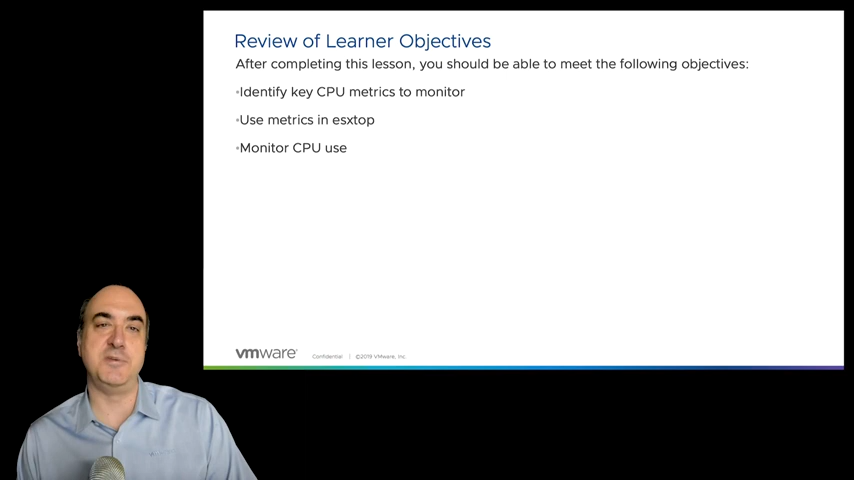 Review of Learner Objectives
After completing this lesson, you should be able to meet the following objectives:
•Identify key CPU metrics to monitor
•Use metrics in esxtop
•Monitor CPU use
vmware®
Confidential | ©2019 VMware, Inc.